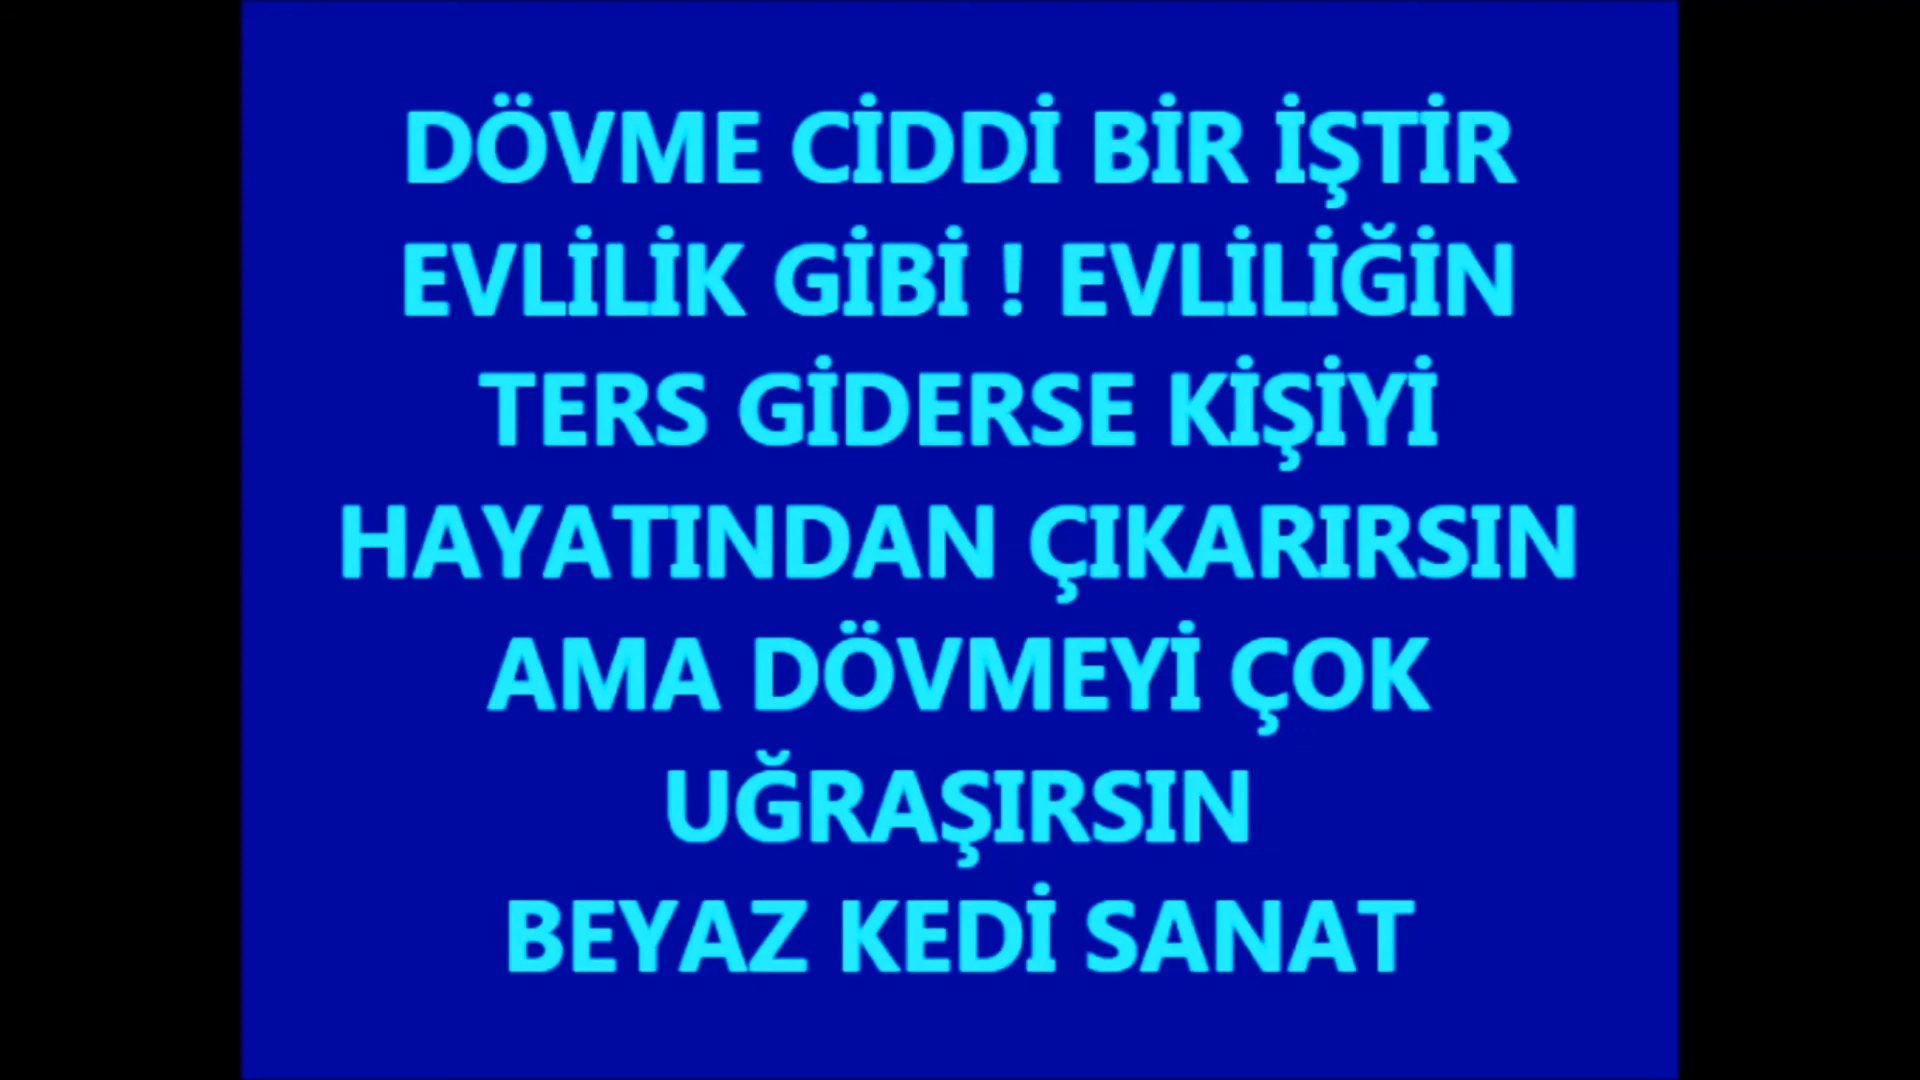 DÖVME CİDDİ BİR İŞTİR
EVLİLİK GİBİ ! EVLİLİĞİN
TERS GİDERSE KİŞİYİ
HAYATINDAN ÇIKARIRSIN
AMA DÖVMEYİ ÇOK
UĞRAŞIRSIN
BEYAZ KEDİ SANAT